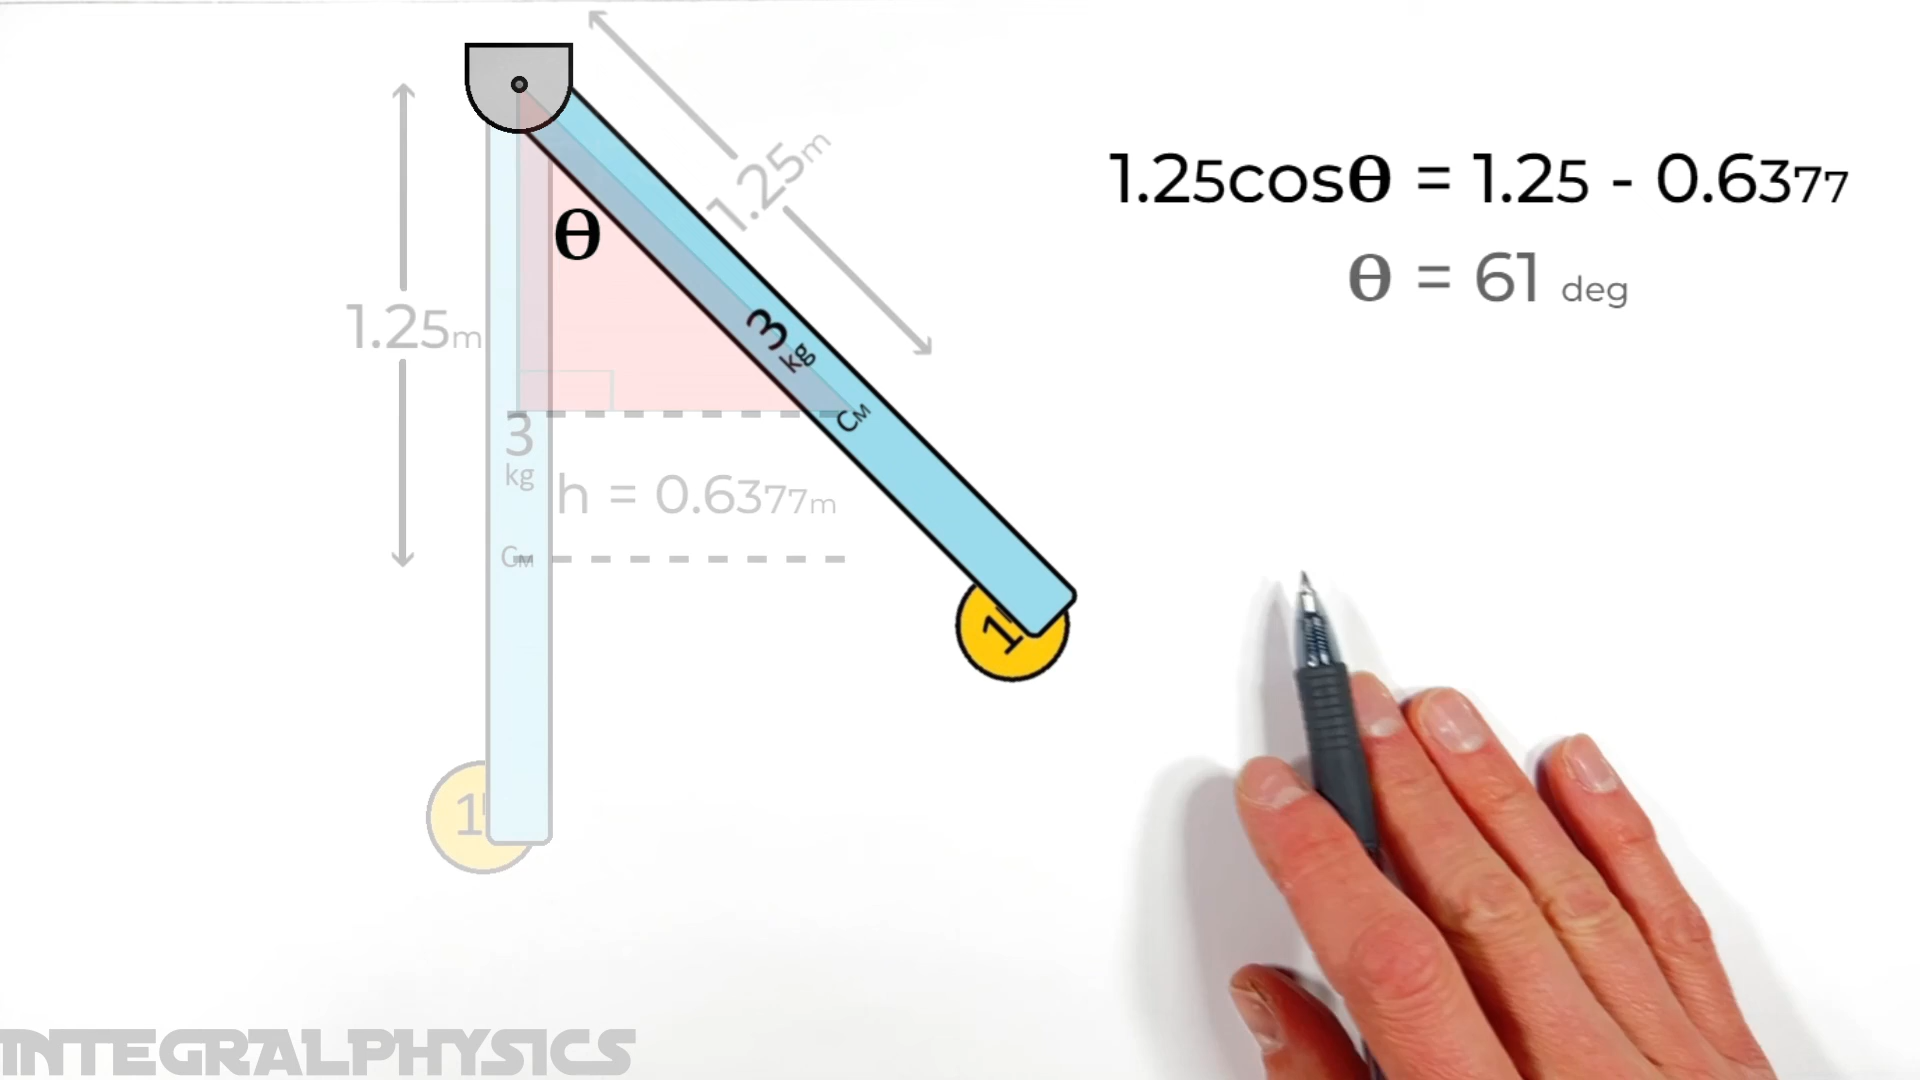 1.25cosθ = 1.25 - 0.6377
θ = 61 deg
1.25m
1.25m
θ
3
kg
CM
3
kg
h = 0.6377m
CM
1
1
INTEGRALPHYSICS